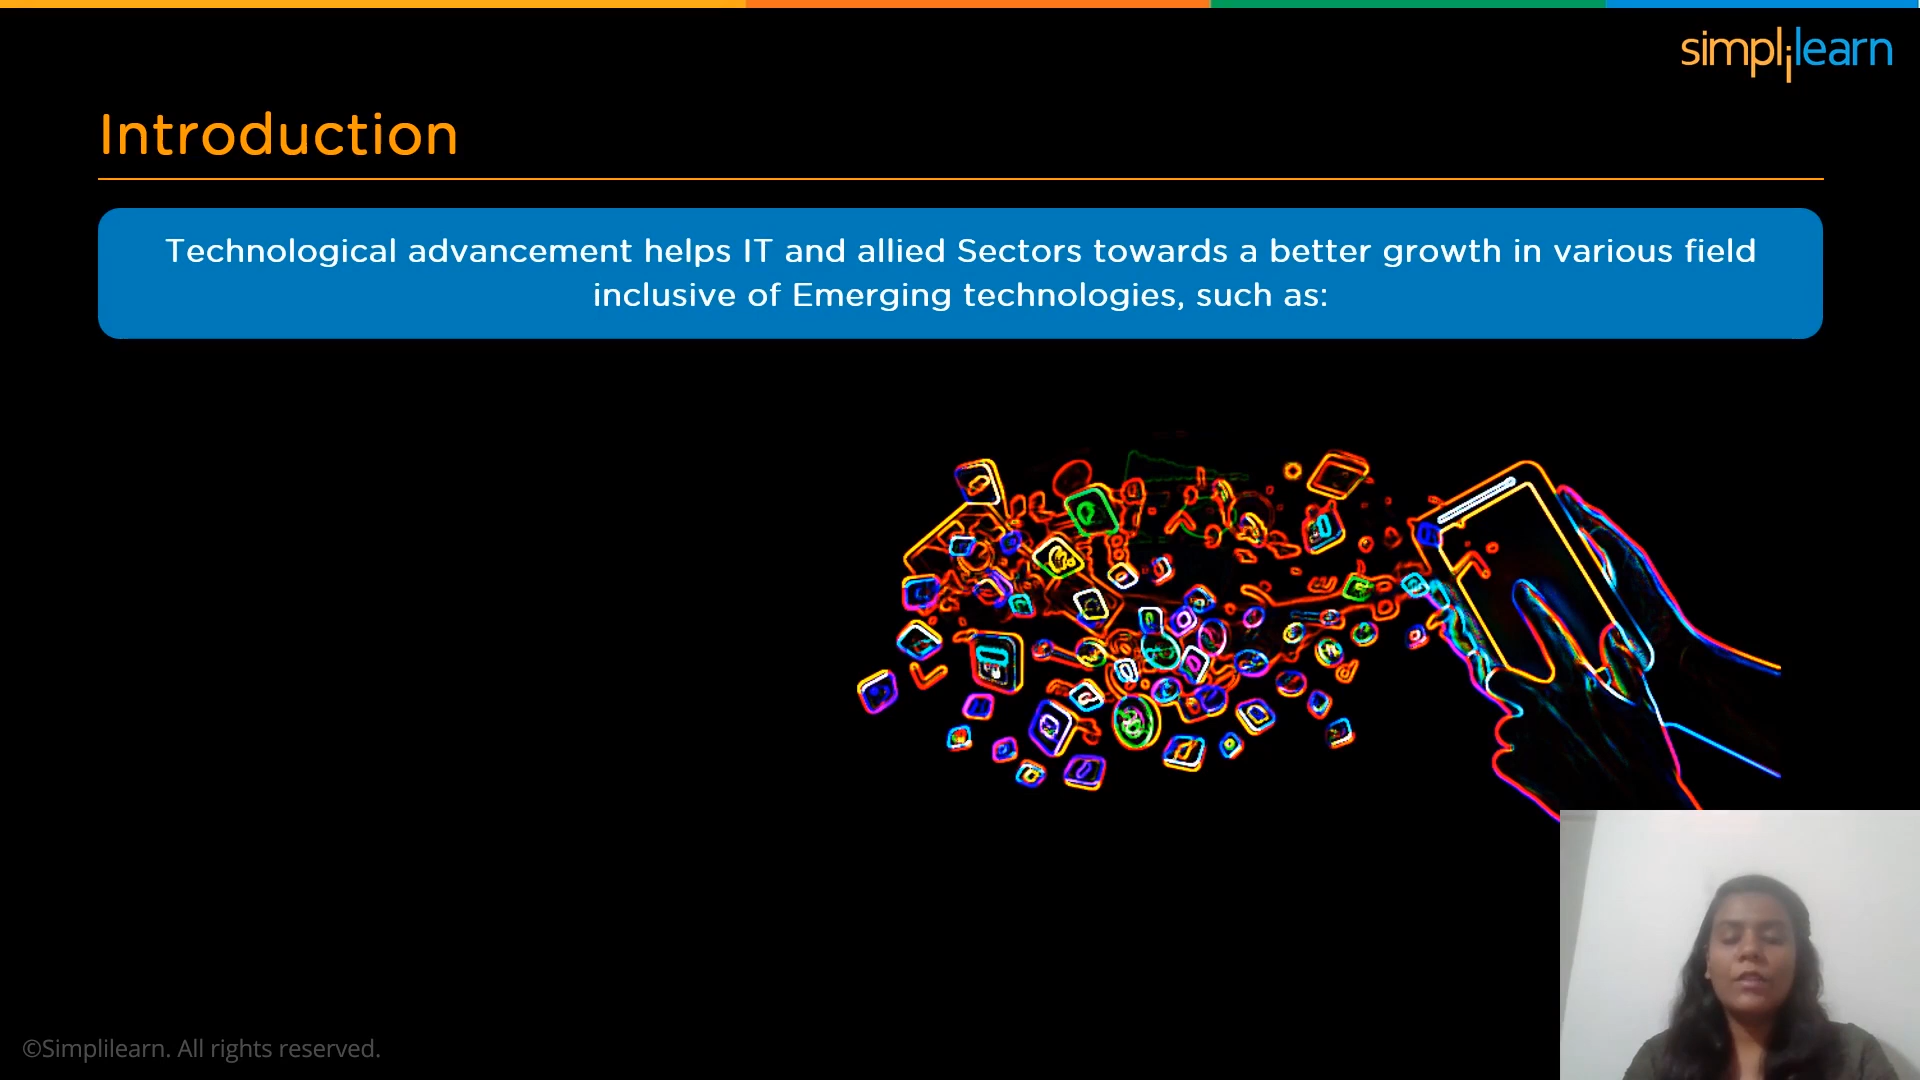 simplilearn
Introduction
Technological advancement helps IT and allied Sectors towards a better growth in various field
inclusive of Emerging technologies, such as:
©Simplilearn. All rights reserved.